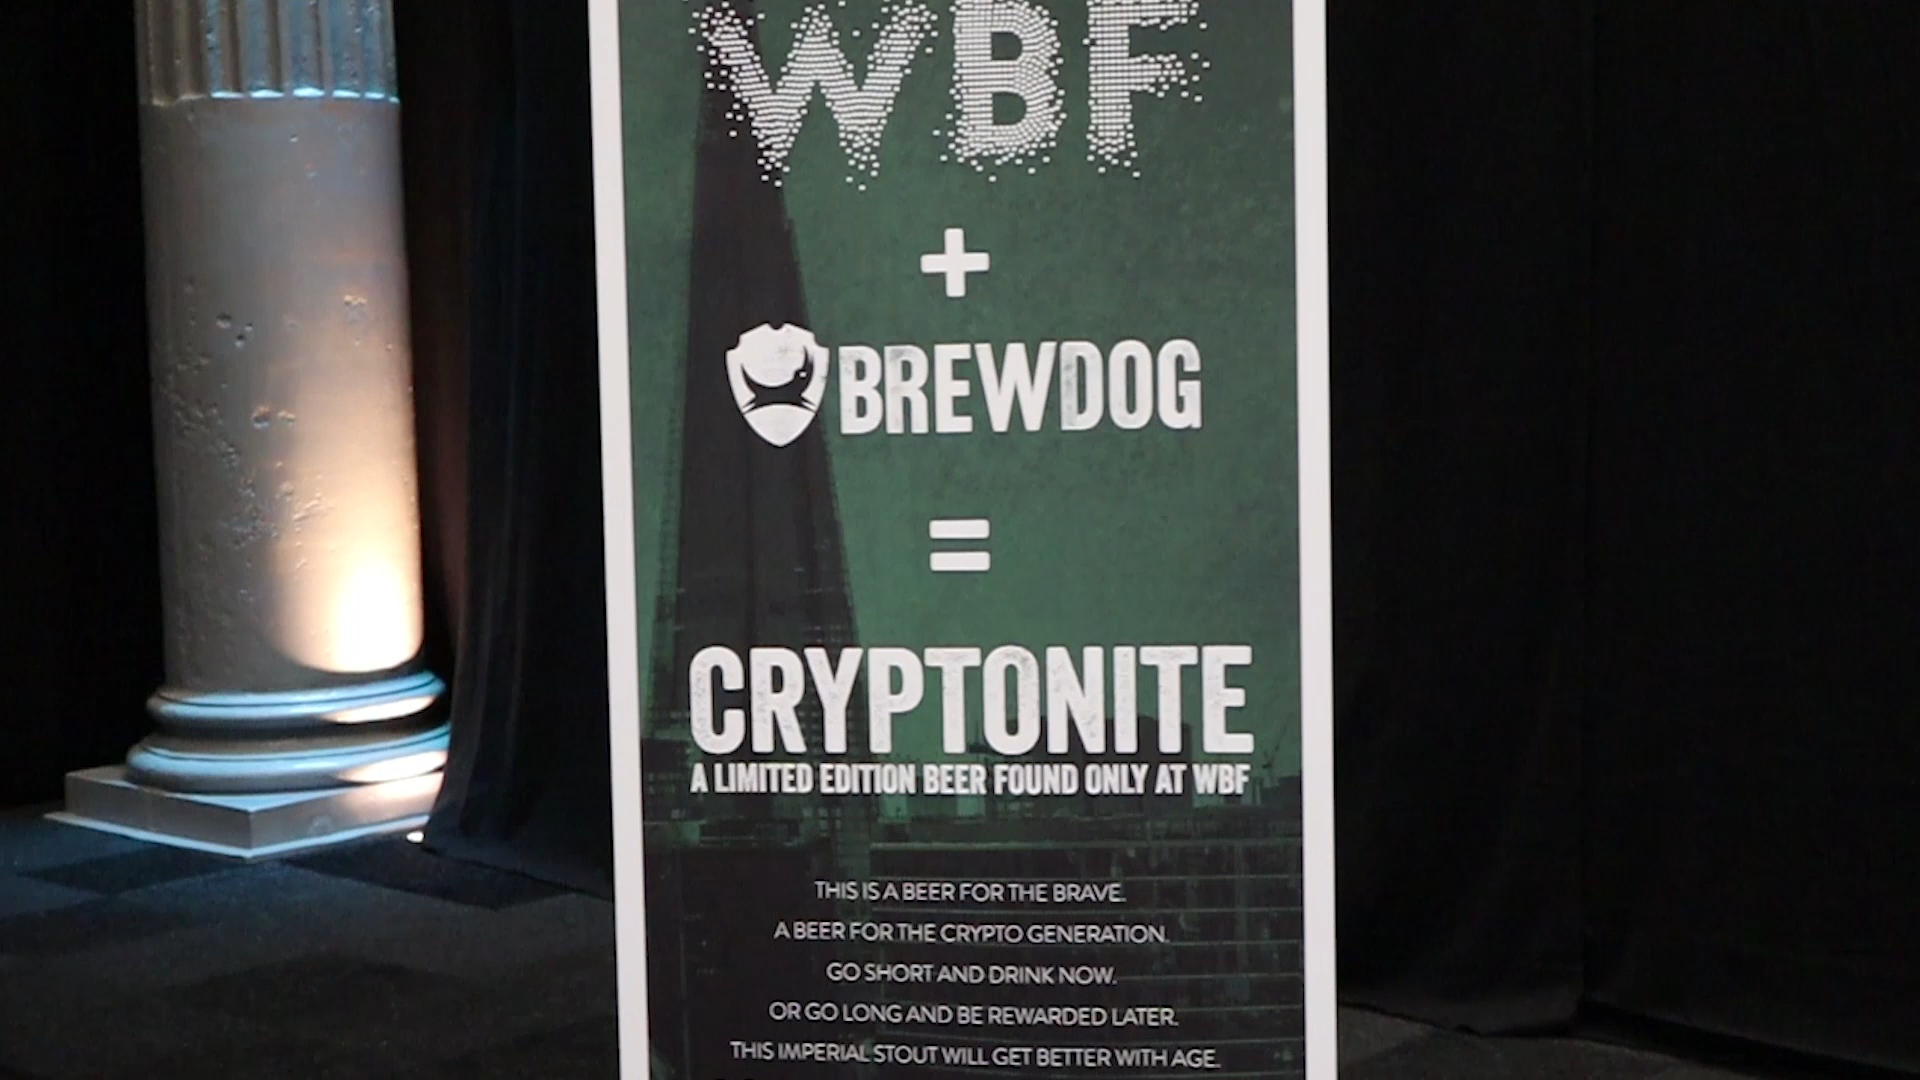 WBF
+
BREWDOG
=
CRYPTONITE
A LIMITED EDITION BEER FOUND ONLY AT WBF
THIS IS A BEER FOR THE BRAVE.
A BEER FOR THE CRYPTO GENERATION.
GO SHORT AND DRINK NOW.
OR GO LONG AND BE REWARDED LATER.
THIS IMPERIAL STOUT WILL GET BETTER WITH AGE.